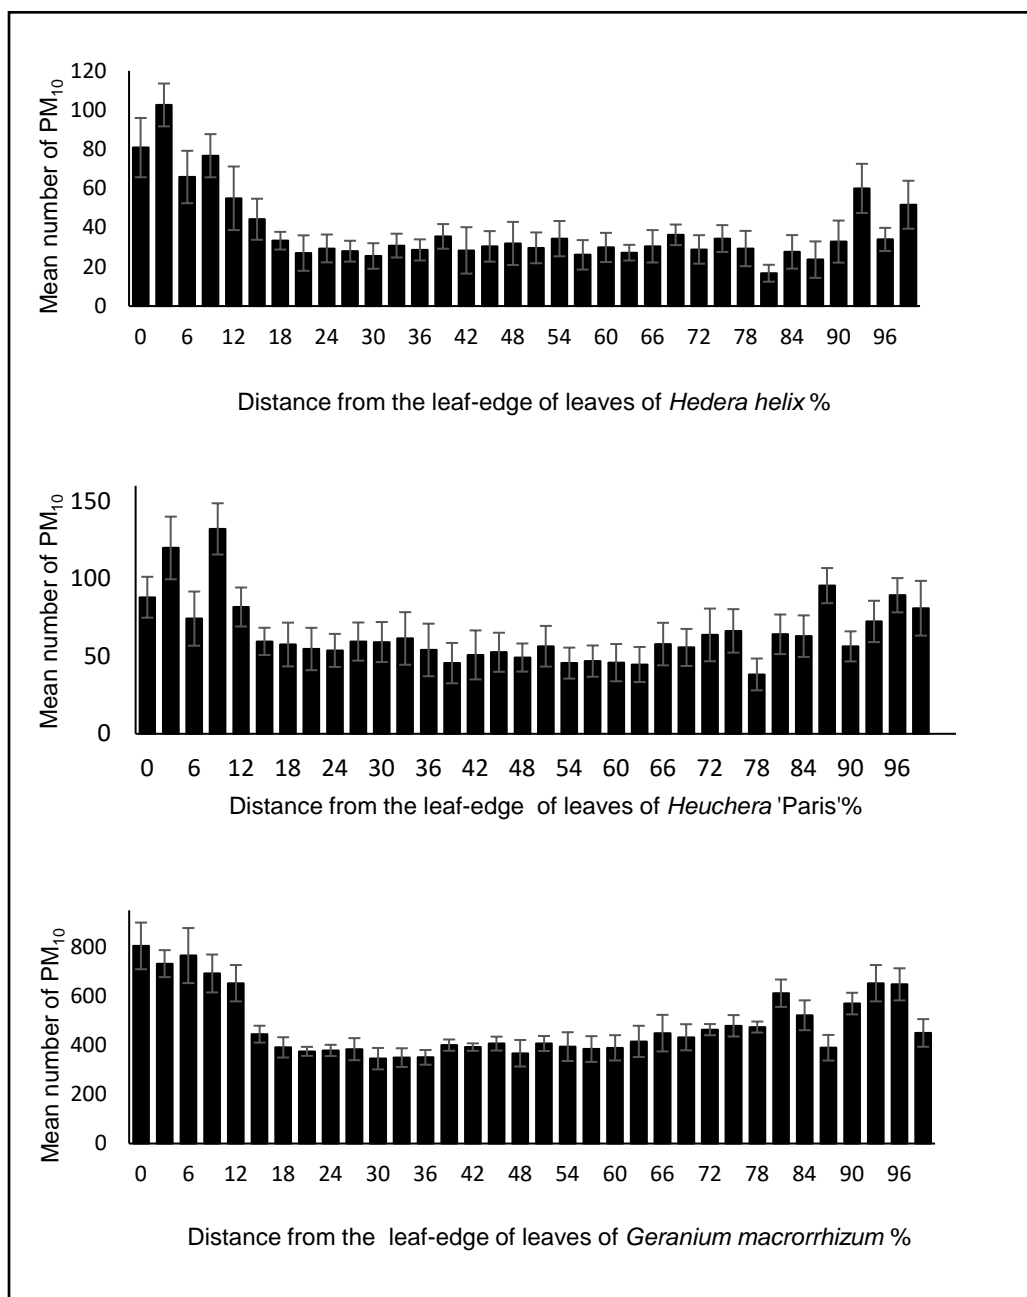 Mean number of PM10
120
100
80
60
40
20
0
0 6 12 18 24 30 36 42 48 54 60 66 72 78 84 90 96
Distance from the leaf-edge of leaves of Hedera helix %
Mean number of PM10
150
100
50
0
0 6 12 18 24 30 36 42 48 54 60 66 72 78 84 90 96
Distance from the leaf-edge of leaves of Heuchera 'Paris'%
Mean number of PM10
800
600
400
200
0
0 6 12 18 24 30 36 42 48 54 60 66 72 78 84 90 96
Distance from the leaf-edge of leaves of Geranium macrorrhizum %